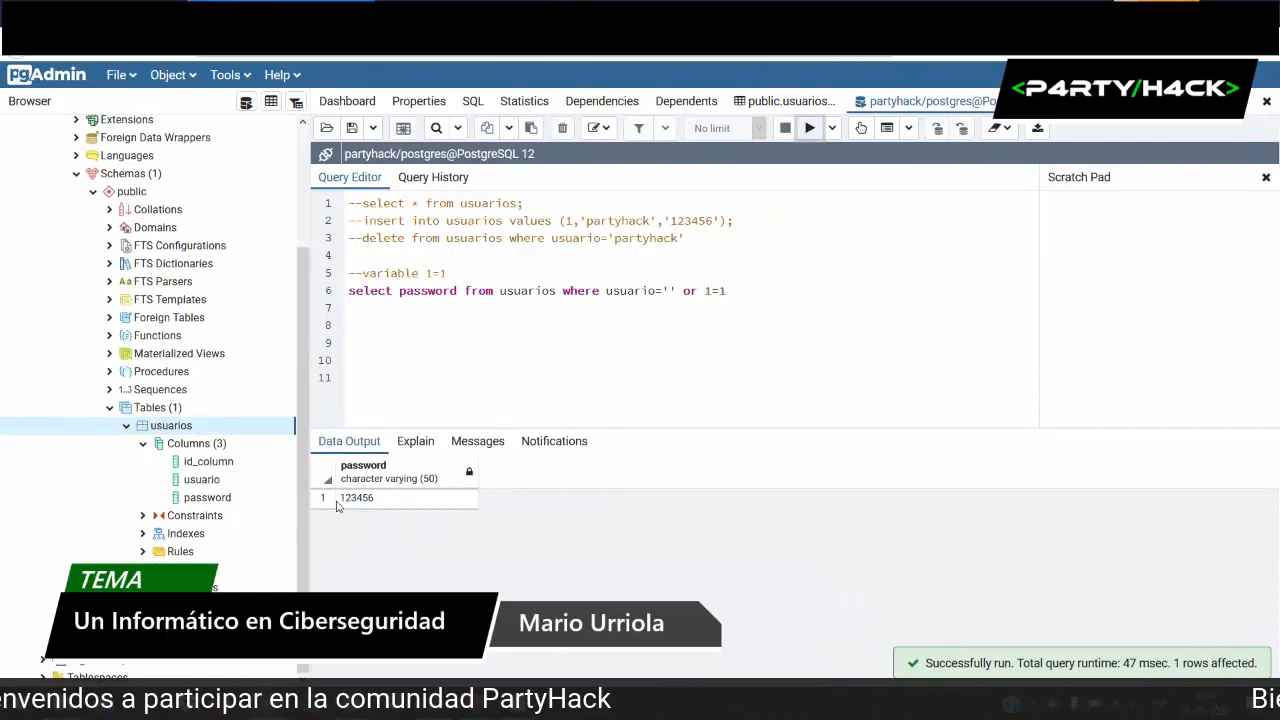 pgAdmin File Object Tools Help
<P4RTY/H4CK>
Browser
Dashboard Properties SQL Statistics Dependencies Dependents public.usuarios... partyhack/postgres@Po
No limit
partyhack/postgres@PostgreSQL 12
Query Editor Query History
Scratch Pad
1 --select * from usuarios;
2 --insert into usuarios values (1,'partyhack','123456');
3 --delete from usuarios where usuario='partyhack'
4
5 --variable 1=1
6 select password from usuarios where usuario='' or 1=1
7
8
9
10
11
Extensions
Foreign Data Wrappers
Languages
Schemas (1)
public
Collations
Domains
FTS Configurations
FTS Dictionaries
FTS Parsers
FTS Templates
Foreign Tables
Functions
Materialized Views
Procedures
Sequences
Tables (1)
usuarios
Columns (3)
id_column
usuario
password
Constraints
Indexes
Rules
Data Output Explain Messages Notifications
password
character varying (50)
1 123456
TEMA
Un Informático en Ciberseguridad
Mario Urriola
Successfully run. Total query runtime: 47 msec. 1 rows affected.
Tablespaces
envenidos a participar en la comunidad PartyHack
Bie